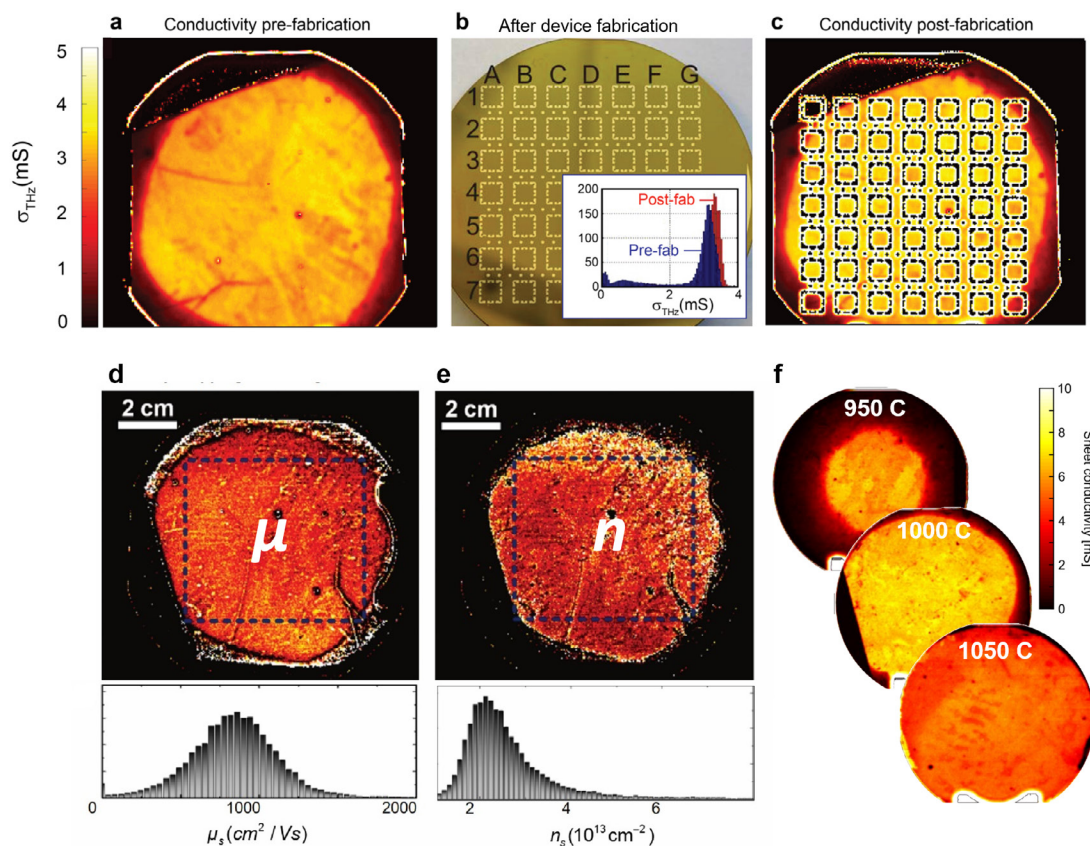 a
Conductivity pre-fabrication
5
4
3
2
1
0
σTHz(mS)
b
After device fabrication
A B C D E F G
1
2
3
4
5
6
7
200
150
100
50
0
0 2 4
Post-fab
Pre-fab
σTHz(mS)
c
Conductivity post-fabrication
d
2 cm
μ
0 1000 2000
μs(cm²/Vs)
e
2 cm
n
2 4 6
ns(10¹³cm⁻²)
f
950 C
1000 C
1050 C
10
8
6
4
2
0
Sheet conductivity [mS]